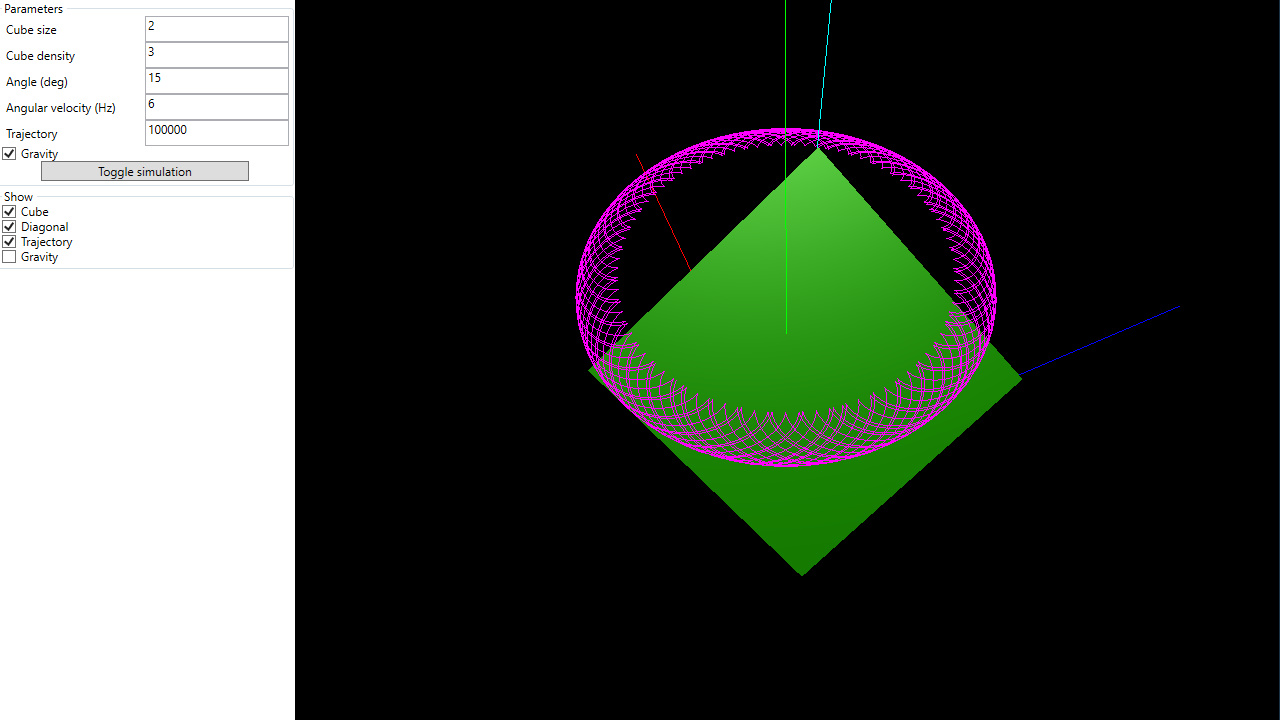 Parameters
Cube size 2
Cube density 3
Angle (deg) 15
Angular velocity (Hz) 6
Trajectory 100000
Gravity
Toggle simulation
Show
Cube
Diagonal
Trajectory
Gravity